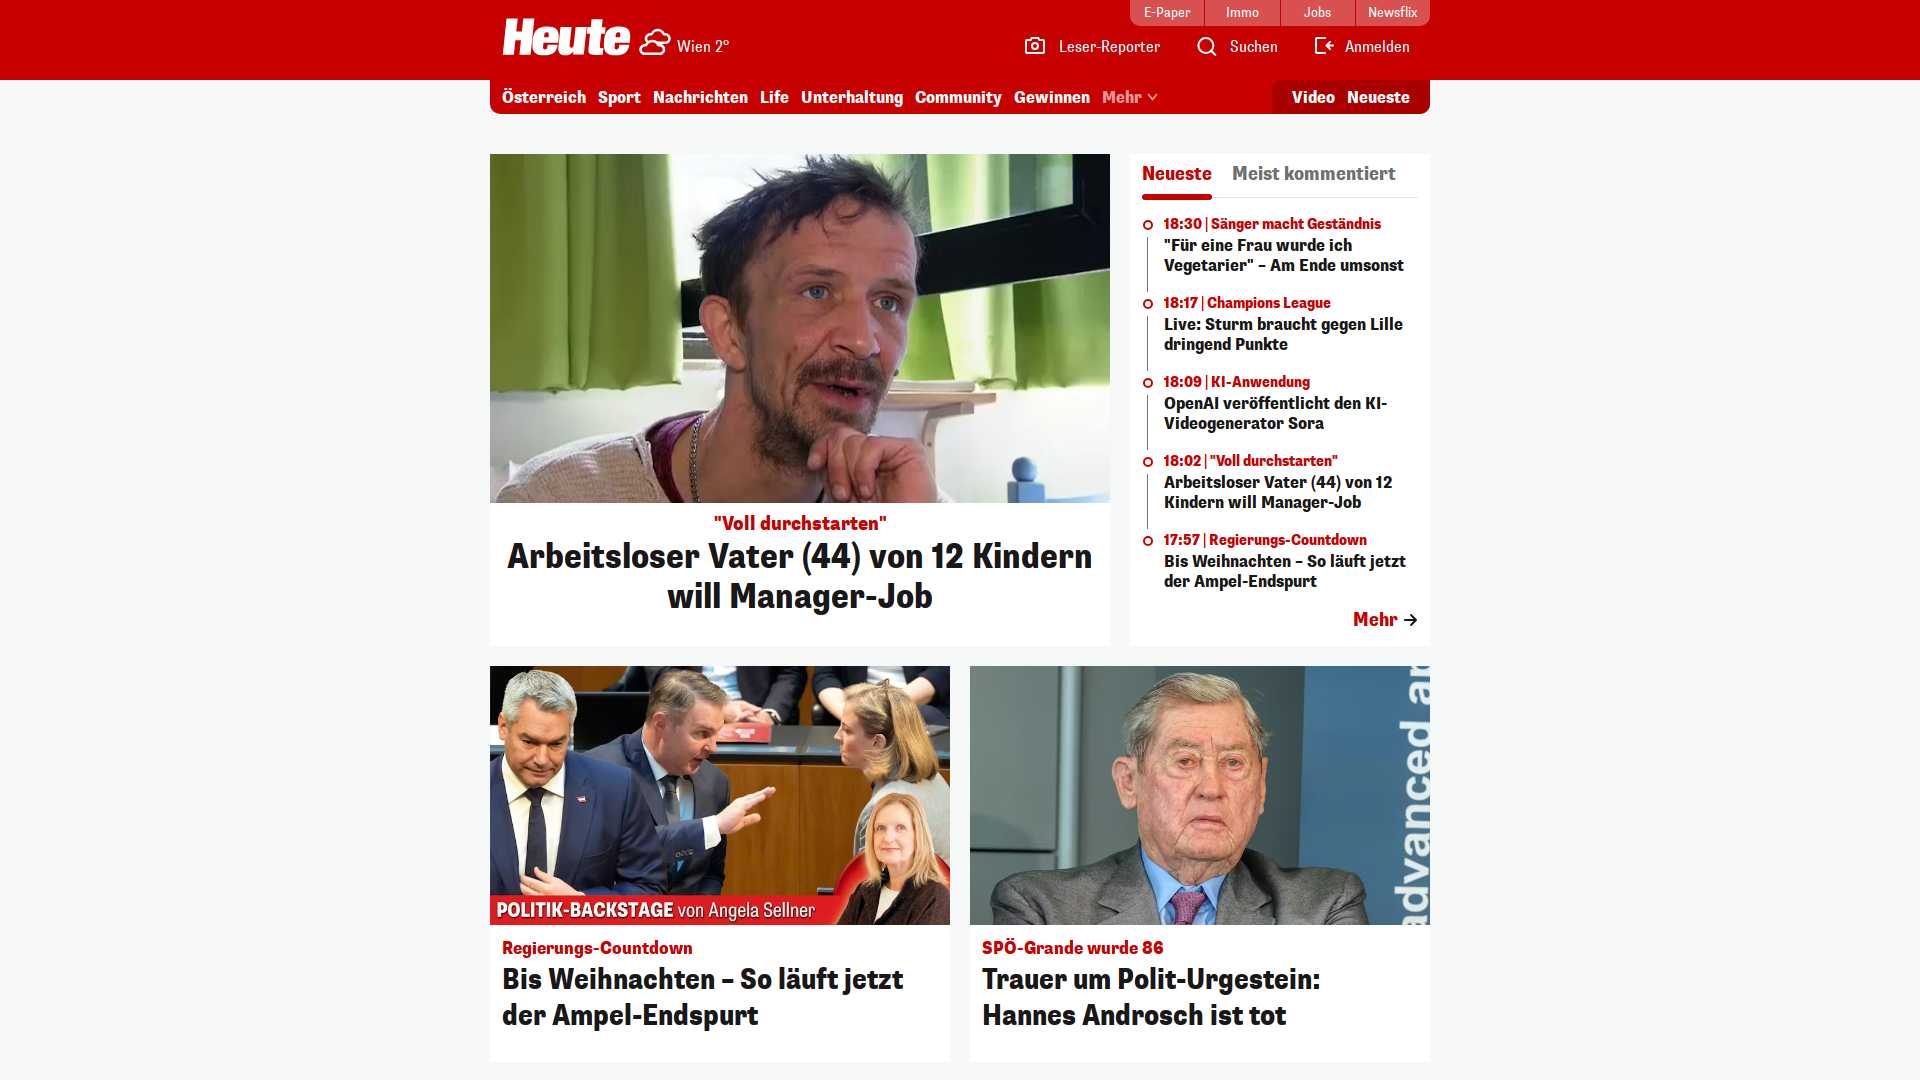 E-Paper Immo Jobs Newsflix
Heute Wien 2° Leser-Reporter Suchen Anmelden
Österreich Sport Nachrichten Life Unterhaltung Community Gewinnen Mehr Video Neueste
"Voll durchstarten"
Arbeitsloser Vater (44) von 12 Kindern
will Manager-Job
Neueste Meist kommentiert
18:30 | Sänger macht Geständnis
"Für eine Frau wurde ich
Vegetarier" – Am Ende umsonst
18:17 | Champions League
Live: Sturm braucht gegen Lille
dringend Punkte
18:09 | KI-Anwendung
OpenAI veröffentlicht den KI-
Videogenerator Sora
18:02 | "Voll durchstarten"
Arbeitsloser Vater (44) von 12
Kindern will Manager-Job
17:57 | Regierungs-Countdown
Bis Weihnachten – So läuft jetzt
der Ampel-Endspurt
Mehr
POLITIK-BACKSTAGE von Angela Sellner
Regierungs-Countdown
Bis Weihnachten – So läuft jetzt
der Ampel-Endspurt
advanced
SPÖ-Grande wurde 86
Trauer um Polit-Urgestein:
Hannes Androsch ist tot